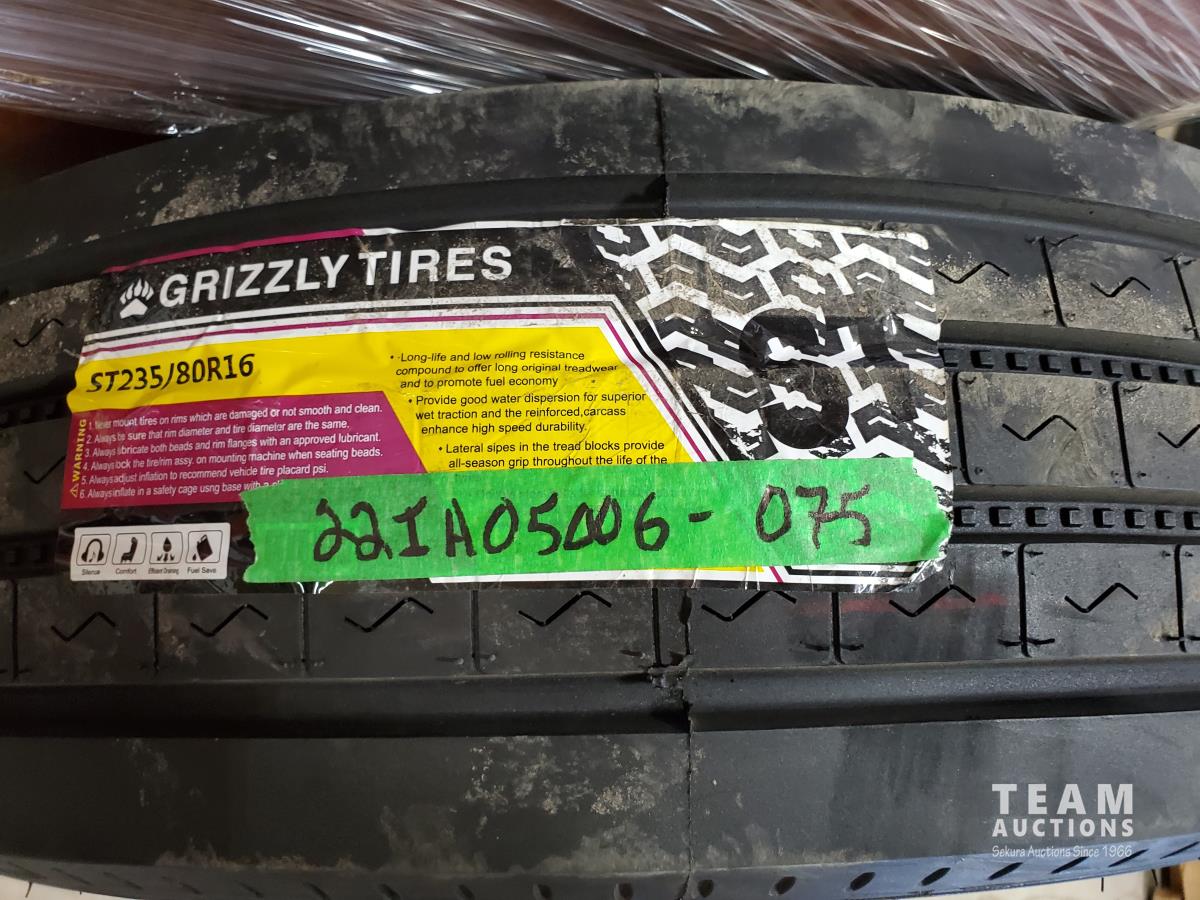 GRIZZLY TIRES
ST235/80R16
ST
WARNING
1. Never mount tires on rims which are damaged or not smooth and clean.
2. Always be sure that rim diameter and tire diameter are the same.
3. Always lubricate both beads and rim flanges with an approved lubricant.
4. Always lock the tire/rim assy. on mounting machine when seating beads.
5. Always adjust inflation to recommend vehicle tire placard psi.
6. Always inflate in a safety cage usng base with a
• Long-life and low rolling resistance
compound to offer long original treadwear
and to promote fuel economy
• Provide good water dispersion for superior
wet traction and the reinforced,carcass
enhance high speed durability.
• Lateral sipes in the tread blocks provide
all-season grip throughout the life of the
22IA05006-075
Silence
Comfort
Efficient Draining
Fuel Save
TEAM
AUCTIONS
Sekura Auctions Since 1966